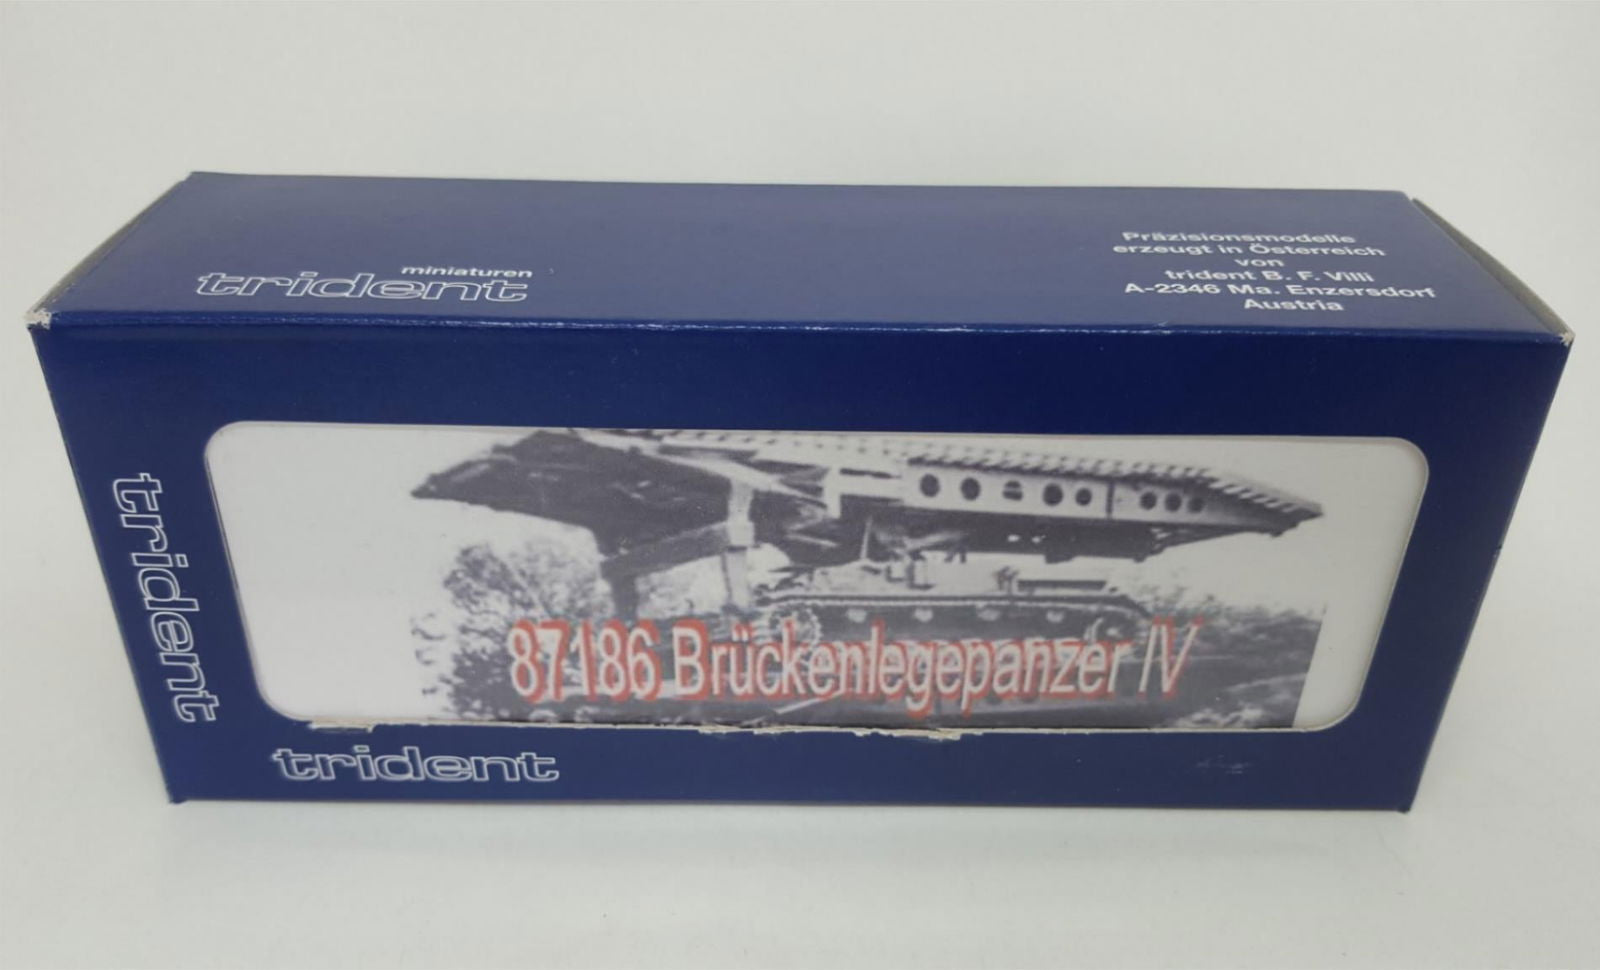 miniaturen
trident
Präzisionsmodelle
erzeugt in Österreich
von
trident B. F. Villi
A-2346 Ma. Enzersdorf
Austria
trident
87186 Brückenlegepanzer IV
trident